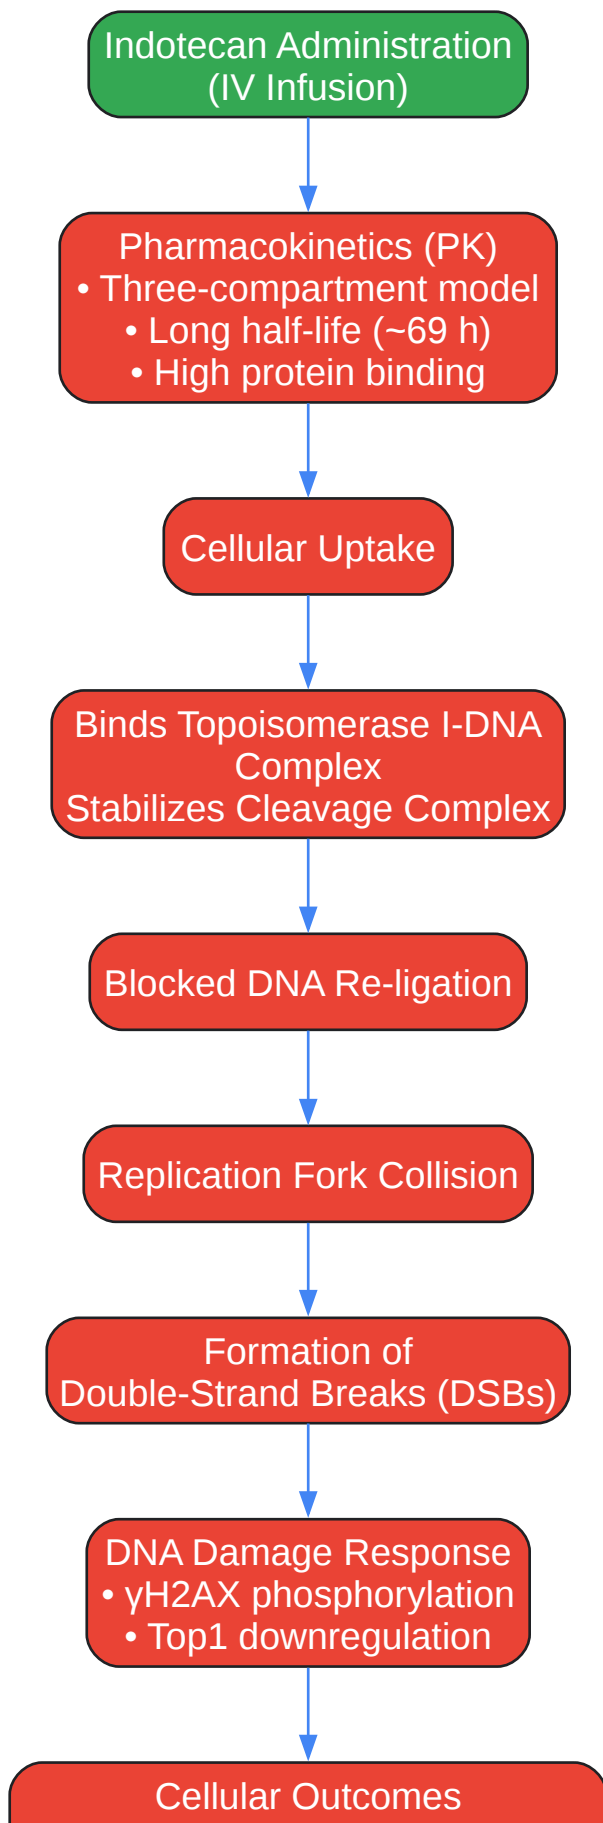 Indotecan Administration
(IV Infusion)
Pharmacokinetics (PK)
• Three-compartment model
• Long half-life (~69 h)
• High protein binding
Cellular Uptake
Binds Topoisomerase I-DNA
Complex
Stabilizes Cleavage Complex
Blocked DNA Re-ligation
Replication Fork Collision
Formation of
Double-Strand Breaks (DSBs)
DNA Damage Response
• γH2AX phosphorylation
• Top1 downregulation
Cellular Outcomes